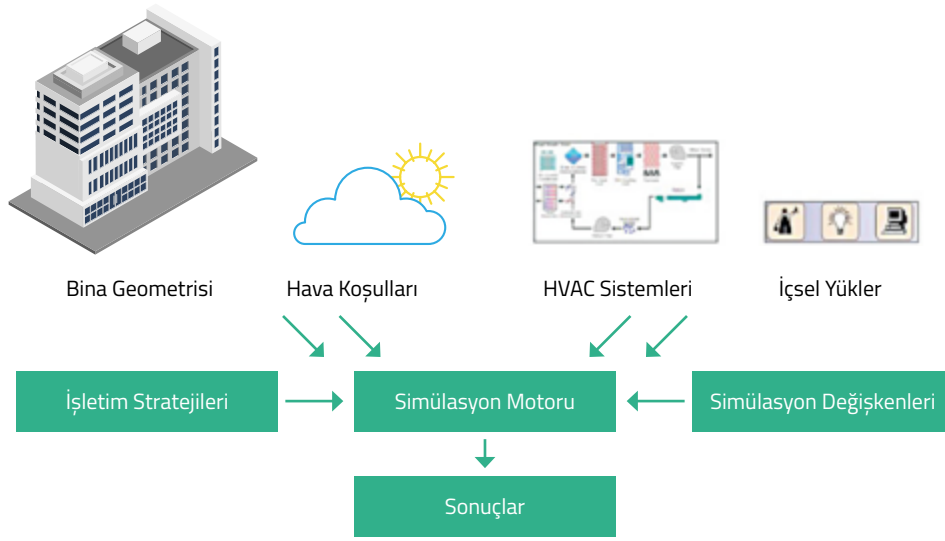 Bina Geometrisi
Hava Koşulları
HVAC Sistemleri
İçsel Yükler
İşletim Stratejileri
Simülasyon Motoru
Simülasyon Değişkenleri
Sonuçlar